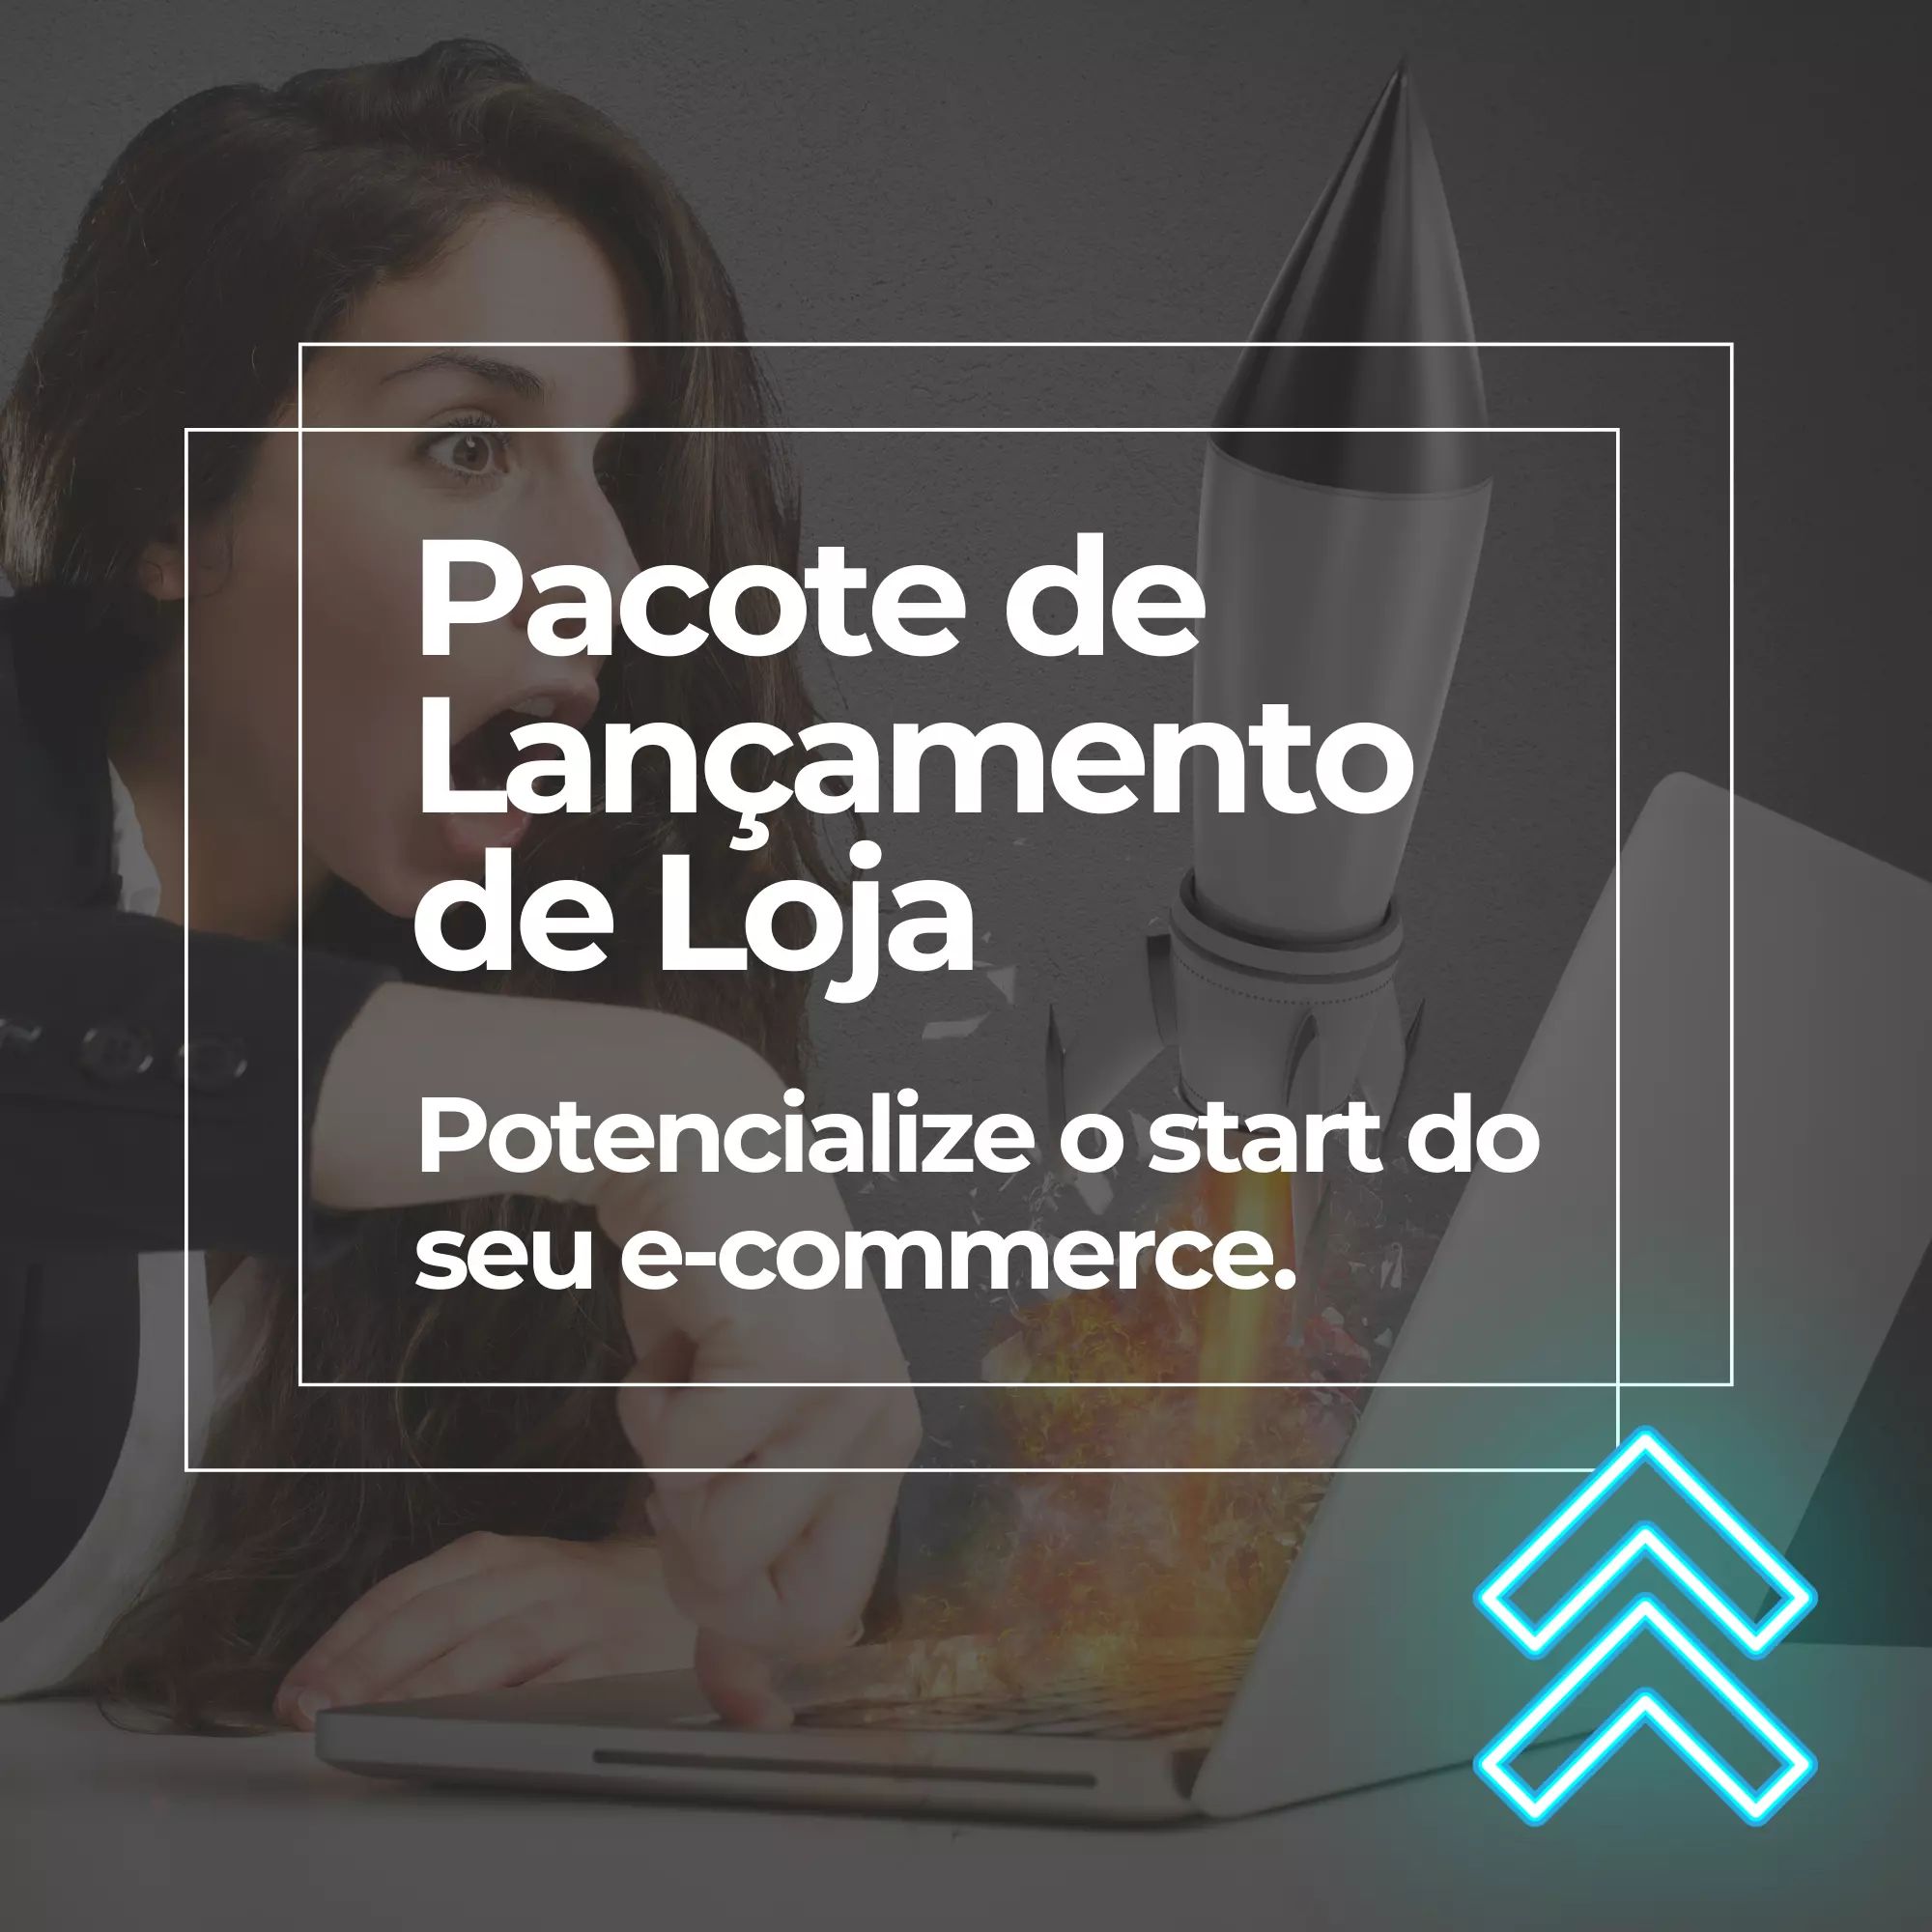 Pacote de
Lançamento
de Loja
Potencialize o start do
seu e-commerce.